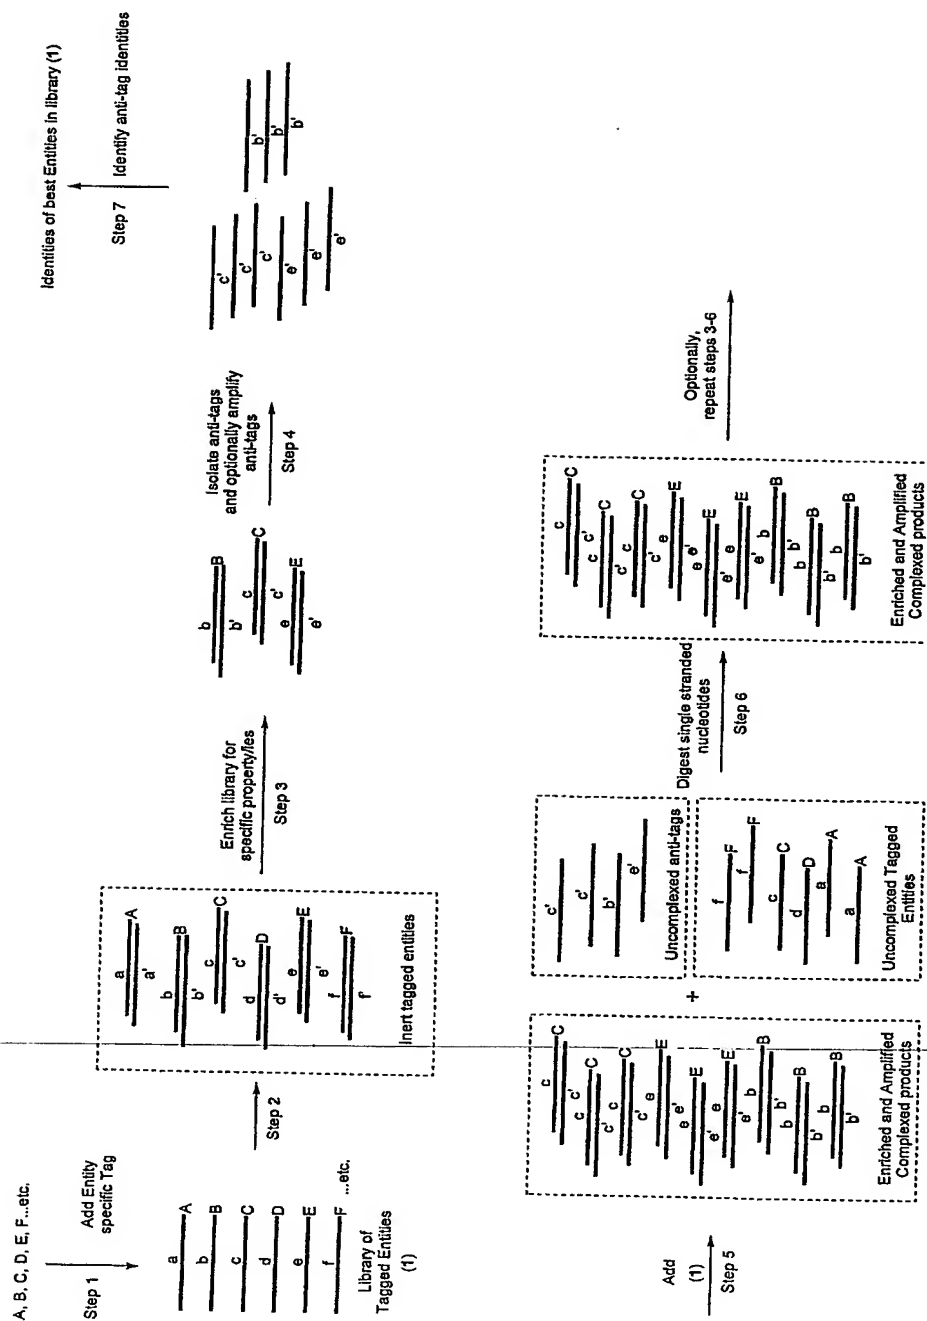 A, B, C, D, E, F...etc.
Step 1
Add Entity
specific Tag
a
A
b
B
c
C
d
D
e
E
f
F
...etc.
Library of
Tagged Entities
(1)
Step 2
a
A
a'
b
B
b'
c
C
c'
d
D
d'
e
E
e'
f
F
f'
Inert tagged entities
Enrich library for
specific property/ies
Step 3
b
B
b'
c
C
c'
e
E
e'
Isolate anti-tags
and optionally amplify
anti-tags
Step 4
c'
c'
c'
e'
e'
e'
b'
b'
b'
Step 7
Identify anti-tag identities
Identities of best Entities in library (1)
Add
(1)
Step 5
c
C
c'
c
C
c'
c
C
c'
e
E
e'
e
E
e'
e
E
e'
b
B
b'
b
B
b'
b
B
b'
Enriched and Amplified
Complexed products
+
c'
c'
b'
e'
Uncomplexed anti-tags
f
F
f
F
c
C
d
D
a
A
a
A
Uncomplexed Tagged
Entities
Digest single stranded
nucleotides
Step 6
c
C
c'
c
C
c'
c
C
c'
e
E
e'
e
E
e'
e
E
e'
b
B
b'
b
B
b'
b
B
b'
Enriched and Amplified
Complexed products
Optionally,
repeat steps 3-6